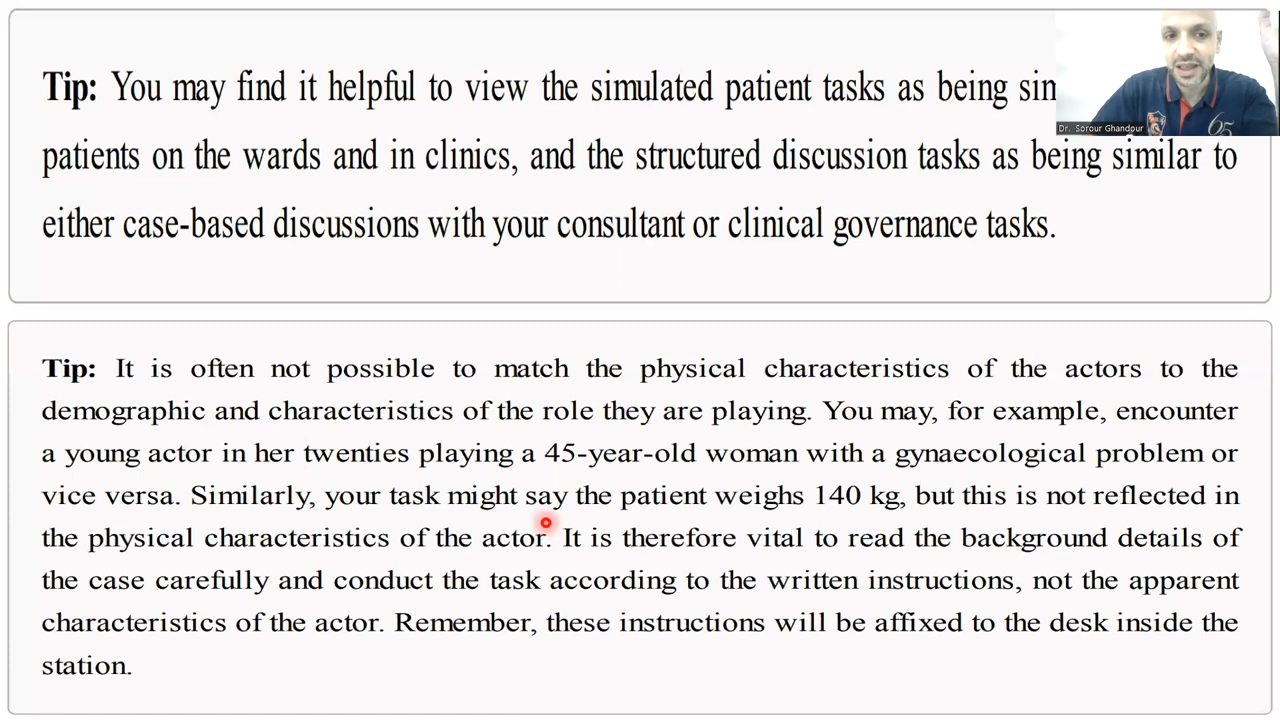 Tip: You may find it helpful to view the simulated patient tasks as being
patients on the wards and in clinics, and the structured discussion tasks as being similar to
either case-based discussions with your consultant or clinical governance tasks.
Dr. Sorour Ghandour
65
Tip: It is often not possible to match the physical characteristics of the actors to the
demographic and characteristics of the role they are playing. You may, for example, encounter
a young actor in her twenties playing a 45-year-old woman with a gynaecological problem or
vice versa. Similarly, your task might say the patient weighs 140 kg, but this is not reflected in
the physical characteristics of the actor. It is therefore vital to read the background details of
the case carefully and conduct the task according to the written instructions, not the apparent
characteristics of the actor. Remember, these instructions will be affixed to the desk inside the
station.